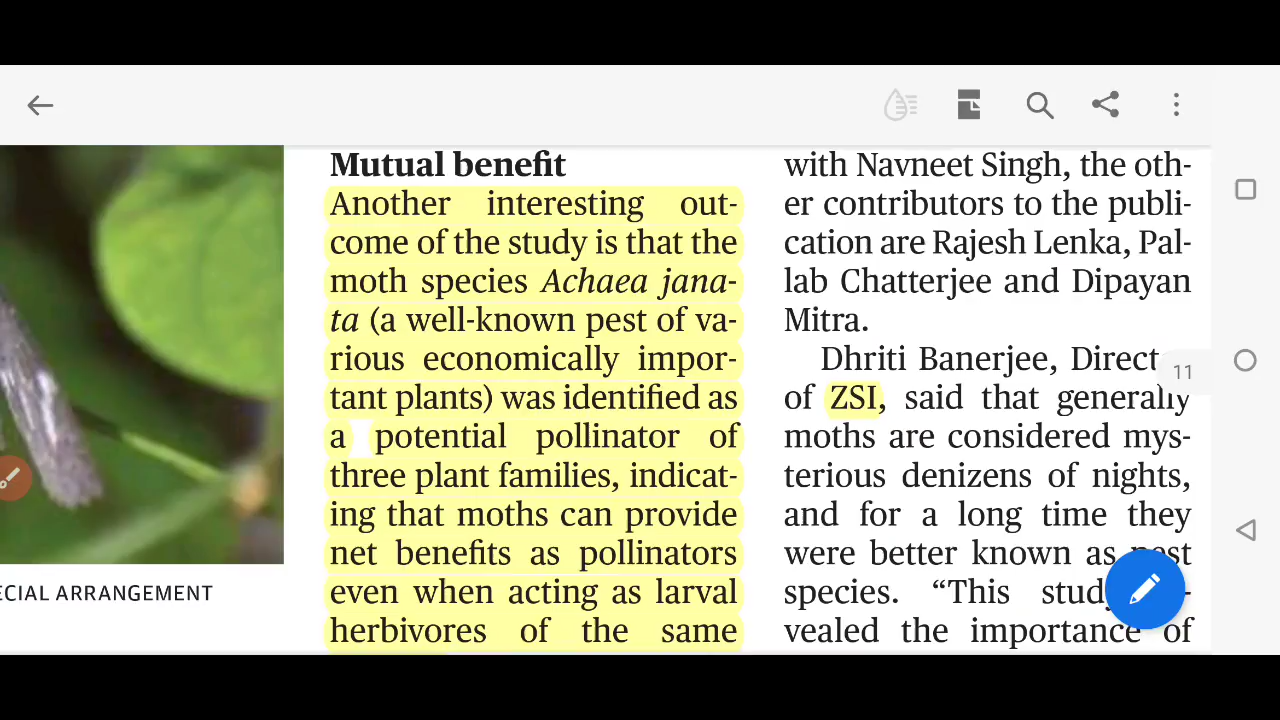 Mutual benefit
Another interesting out-
come of the study is that the
moth species Achaea jana-
ta (a well-known pest of va-
rious economically impor-
tant plants) was identified as
a potential pollinator of
three plant families, indicat-
ing that moths can provide
net benefits as pollinators
even when acting as larval
herbivores of the same
with Navneet Singh, the oth-
er contributors to the publi-
cation are Rajesh Lenka, Pal-
lab Chatterjee and Dipayan
Mitra.
Dhriti Banerjee, Direct
of ZSI, said that generally
moths are considered mys-
terious denizens of nights,
and for a long time they
were better known as pest
species. “This study
vealed the importance of
11
ECIAL ARRANGEMENT